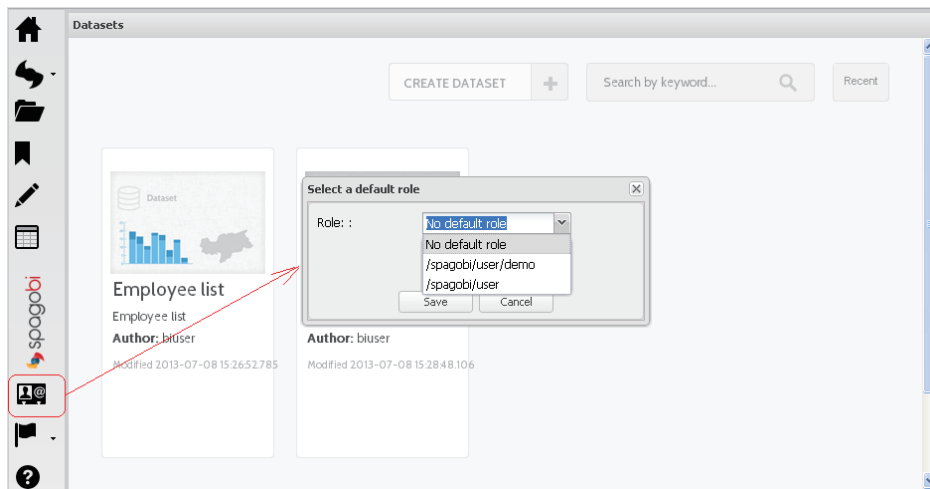 Datasets
CREATE DATASET
Search by keyword...
Recent
Dataset
Employee list
Employee list
Author: biuser
Modified 2013-07-08 15:26:52.785
Select a default role
Role: :
No default role
No default role
/spagobi/user/demo
/spagobi/user
Save
Cancel
Author: biuser
Modified 2013-07-08 15:28:48.106
spagobi